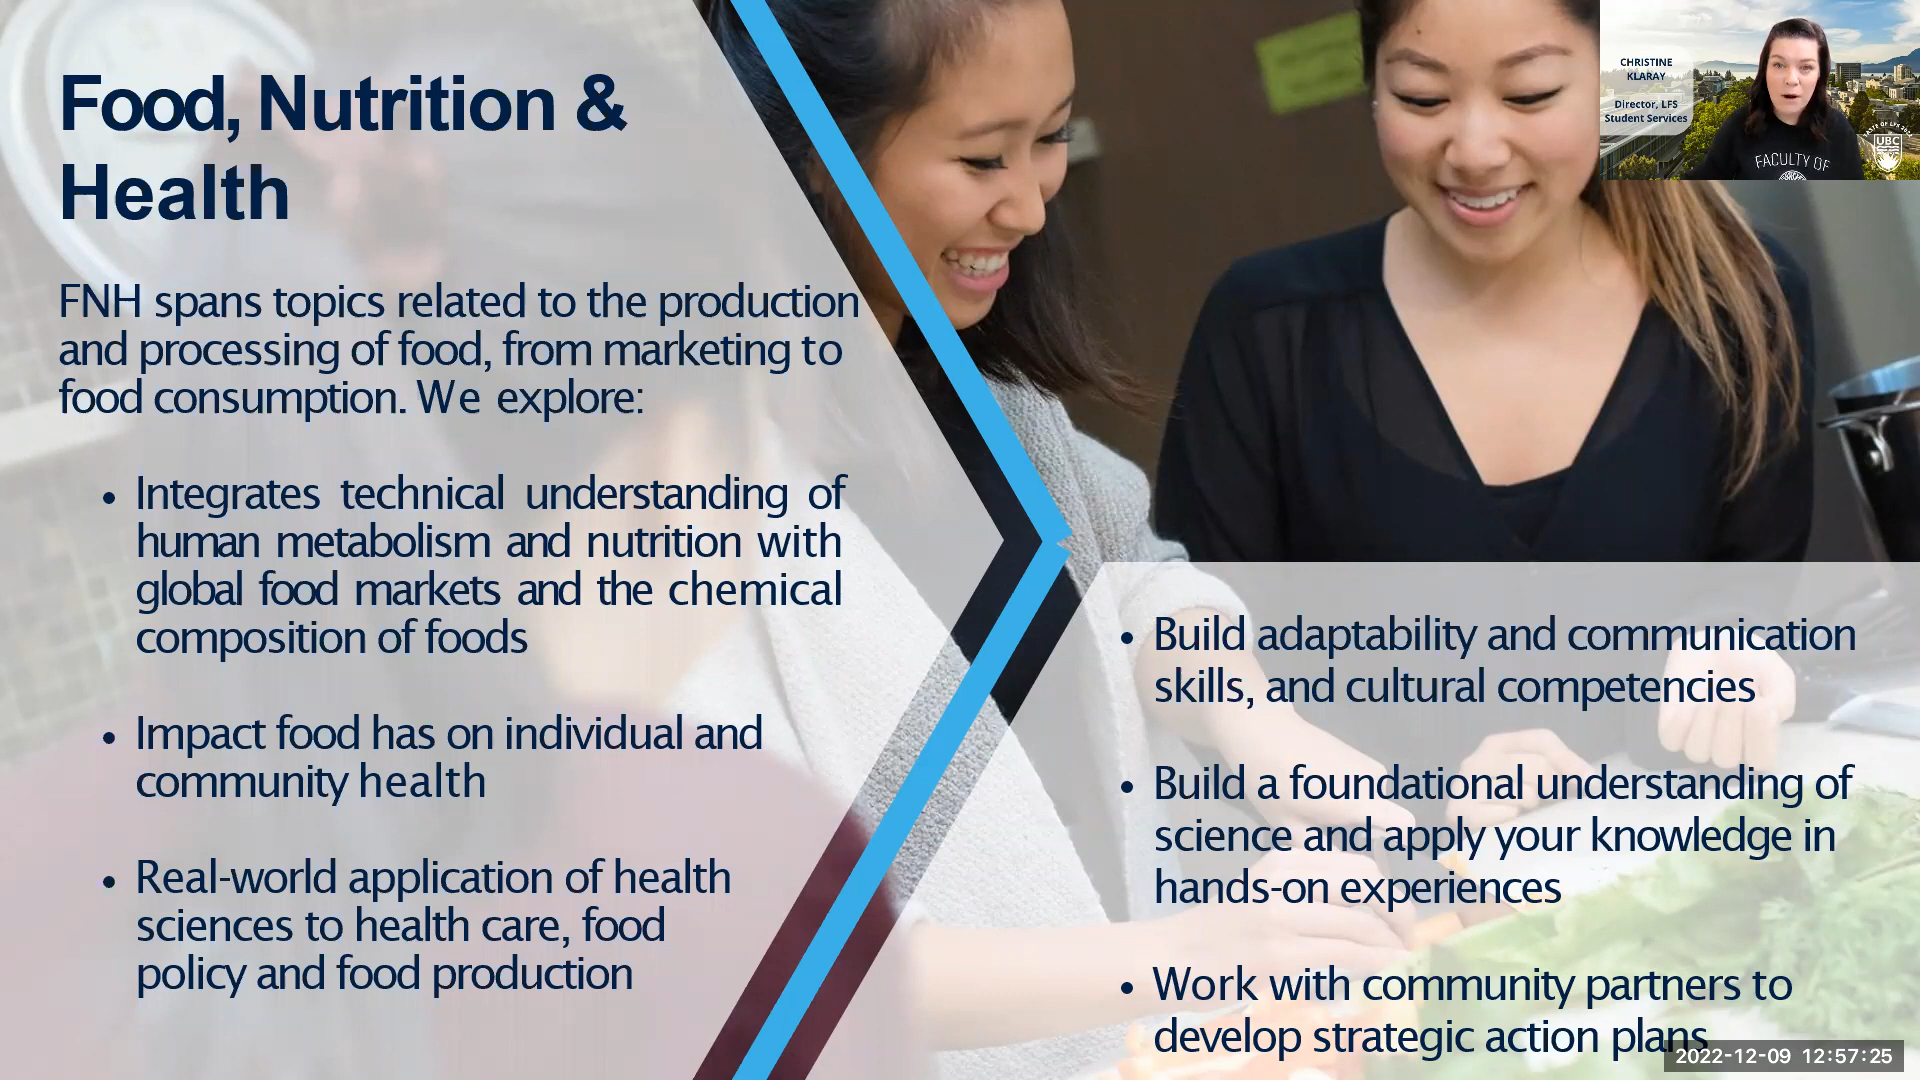 Food, Nutrition &
Health
FNH spans topics related to the production
and processing of food, from marketing to
food consumption. We explore:
• Integrates technical understanding of
human metabolism and nutrition with
global food markets and the chemical
composition of foods
• Impact food has on individual and
community health
• Real-world application of health
sciences to health care, food
policy and food production
• Build adaptability and communication
skills, and cultural competencies
• Build a foundational understanding of
science and apply your knowledge in
hands-on experiences
• Work with community partners to
develop strategic action plans
CHRISTINE
KLARAY
Director, LFS
Student Services
FACULTY OF
UBC
2022-12-09 12:57:25